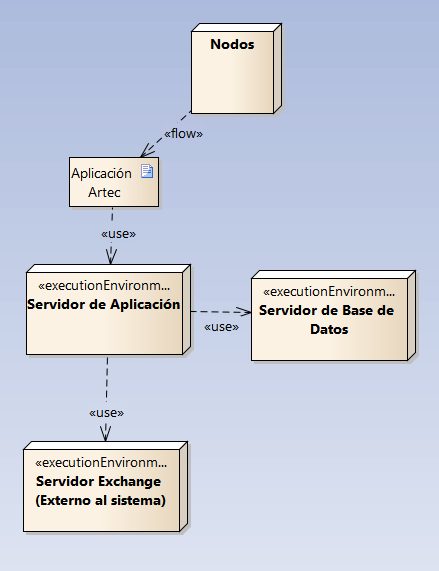 Nodos
«flow»
Aplicación
Artec
«use»
«executionEnvironm...
Servidor de Aplicación
«use»
«executionEnvironm...
Servidor de Base de
Datos
«use»
«executionEnvironm...
Servidor Exchange
(Externo al sistema)